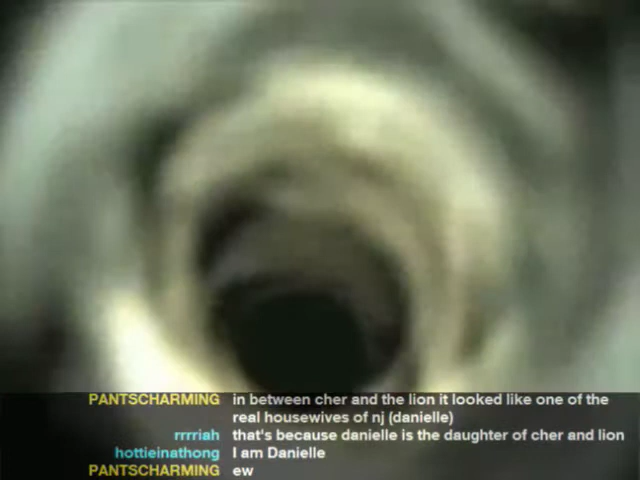 PANTSCHARMING in between cher and the lion it looked like one of the
real housewives of nj (danielle)
rrrriah that's because danielle is the daughter of cher and lion
hottieinathong I am Danielle
PANTSCHARMING ew